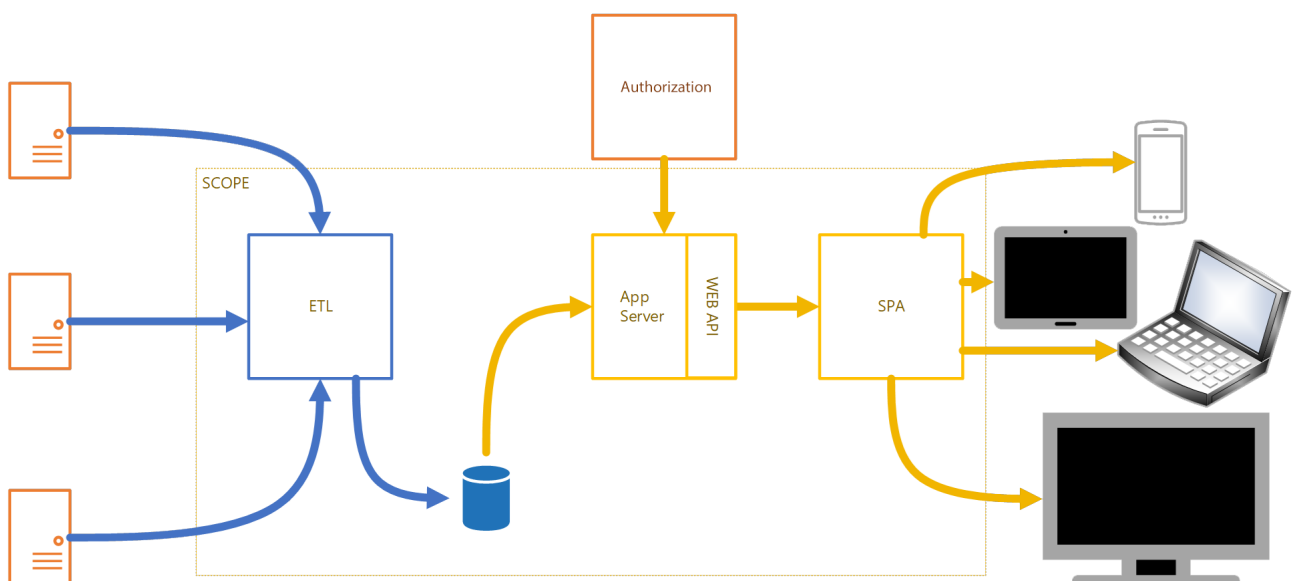 Authorization
SCOPE
ETL
App
Server
WEB API
SPA